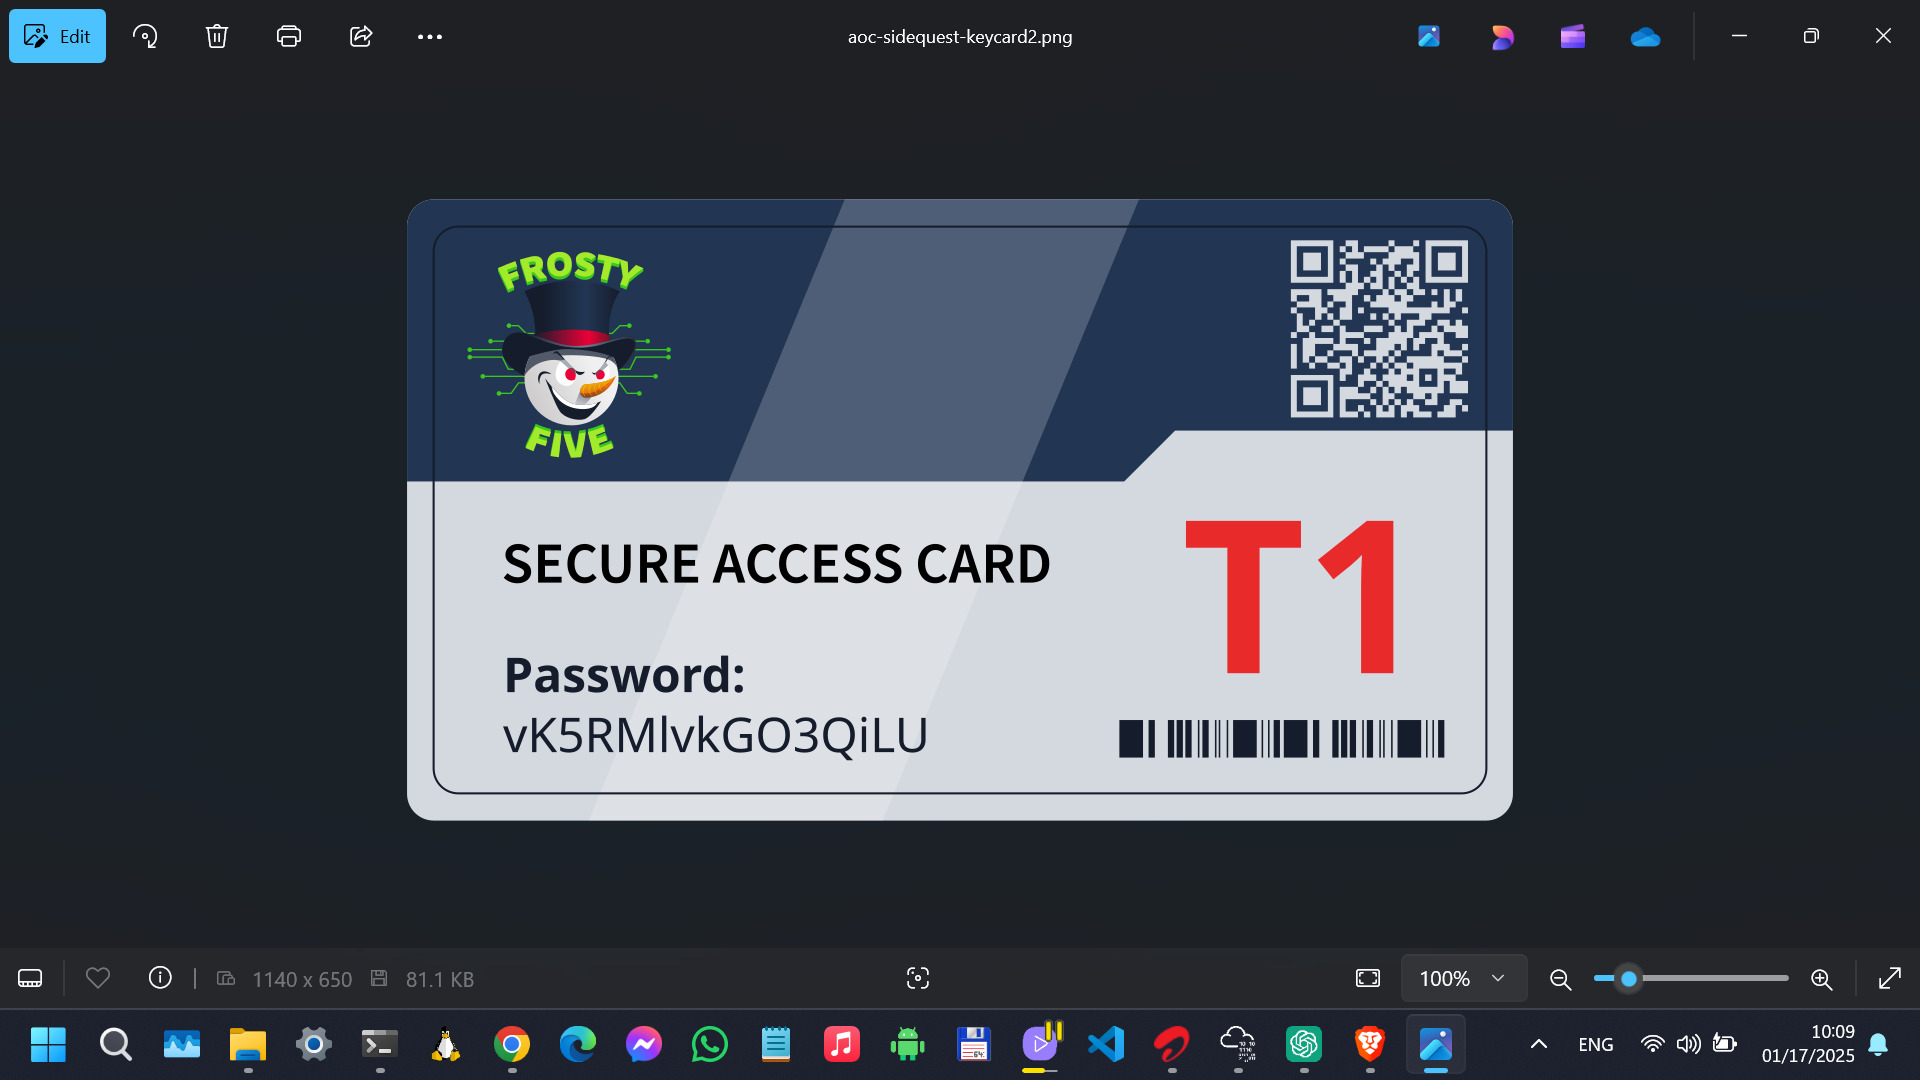 Edit
aoc-sidequest-keycard2.png
FROSTY
FIVE
SECURE ACCESS CARD
T1
Password:
vK5RMlvkGO3QiLU
1140 x 650
81.1 KB
100%
64
ENG
10:09
01/17/2025